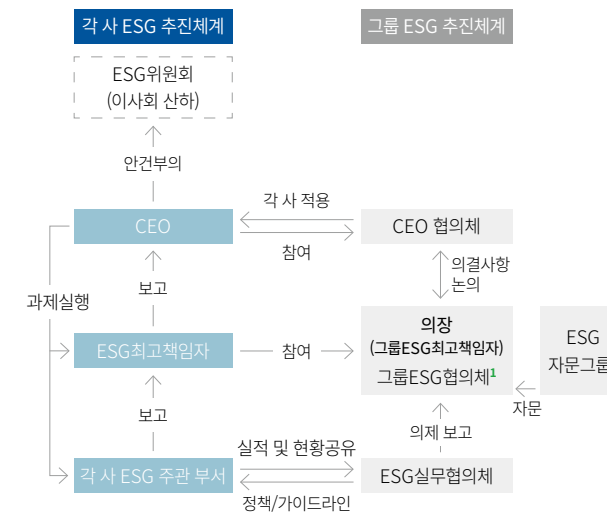 각 사 ESG 추진체계
그룹 ESG 추진체계
ESG위원회
(이사회 산하)
안건부의
각 사 적용
CEO
CEO 협의체
참여
의결사항
논의
보고
과제실행
의장
(그룹ESG최고책임자)
그룹ESG협의체1
ESG최고책임자
참여
ESG
자문그룹
자문
보고
의제 보고
실적 및 현황공유
각 사 ESG 주관 부서
ESG실무협의체
정책/가이드라인